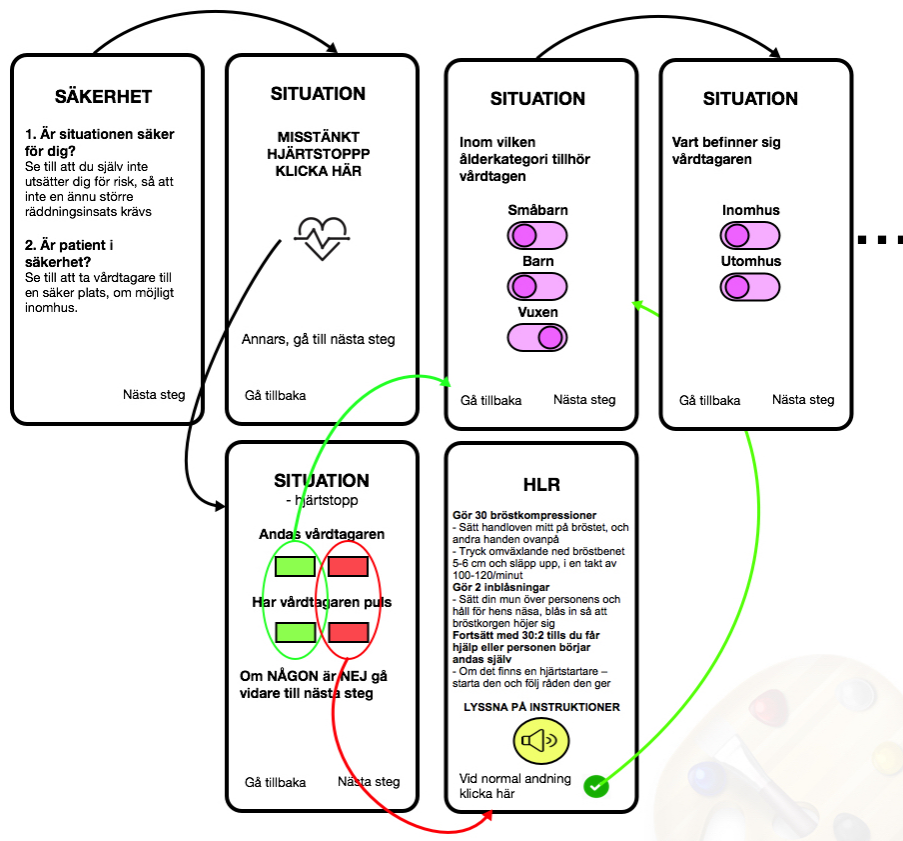 SÄKERHET
1. Är situationen säker
för dig?
Se till att du själv inte
utsätter dig för risk, så att
inte en ännu större
räddningsinsats krävs
2. Är patient i
säkerhet?
Se till att ta vårdtagare till
en säker plats, om möjligt
inomhus.
Nästa steg
SITUATION
MISSTÄNKT
HJÄRTSTOPPP
KLICKA HÄR
Annars, gå till nästa steg
Gå tillbaka
SITUATION
Inom vilken
ålderkategori tillhör
vårdtagen
Småbarn
Barn
Vuxen
Gå tillbaka
Nästa steg
SITUATION
Vart befinner sig
vårdtagaren
Inomhus
Utomhus
Gå tillbaka
Nästa steg
SITUATION
- hjärtstopp
Andas vårdtagaren
Har vårdtagaren puls
Om NÅGON är NEJ gå
vidare till nästa steg
Gå tillbaka
Nästa steg
HLR
Gör 30 bröstkompressioner
- Sätt handloven mitt på bröstet, och
andra handen ovanpå
- Tryck omväxlande ned bröstbenet
5-6 cm och släpp upp, i en takt av
100-120/minut
Gör 2 inblåsningar
- Sätt din mun över personens och
håll för hens näsa, blås in så att
bröstkorgen höjer sig
Fortsätt med 30:2 tills du får
hjälp eller personen börjar
andas själv
- Om det finns en hjärtstartare –
starta den och följ råden den ger
LYSSNA PÅ INSTRUKTIONER
Vid normal andning
klicka här